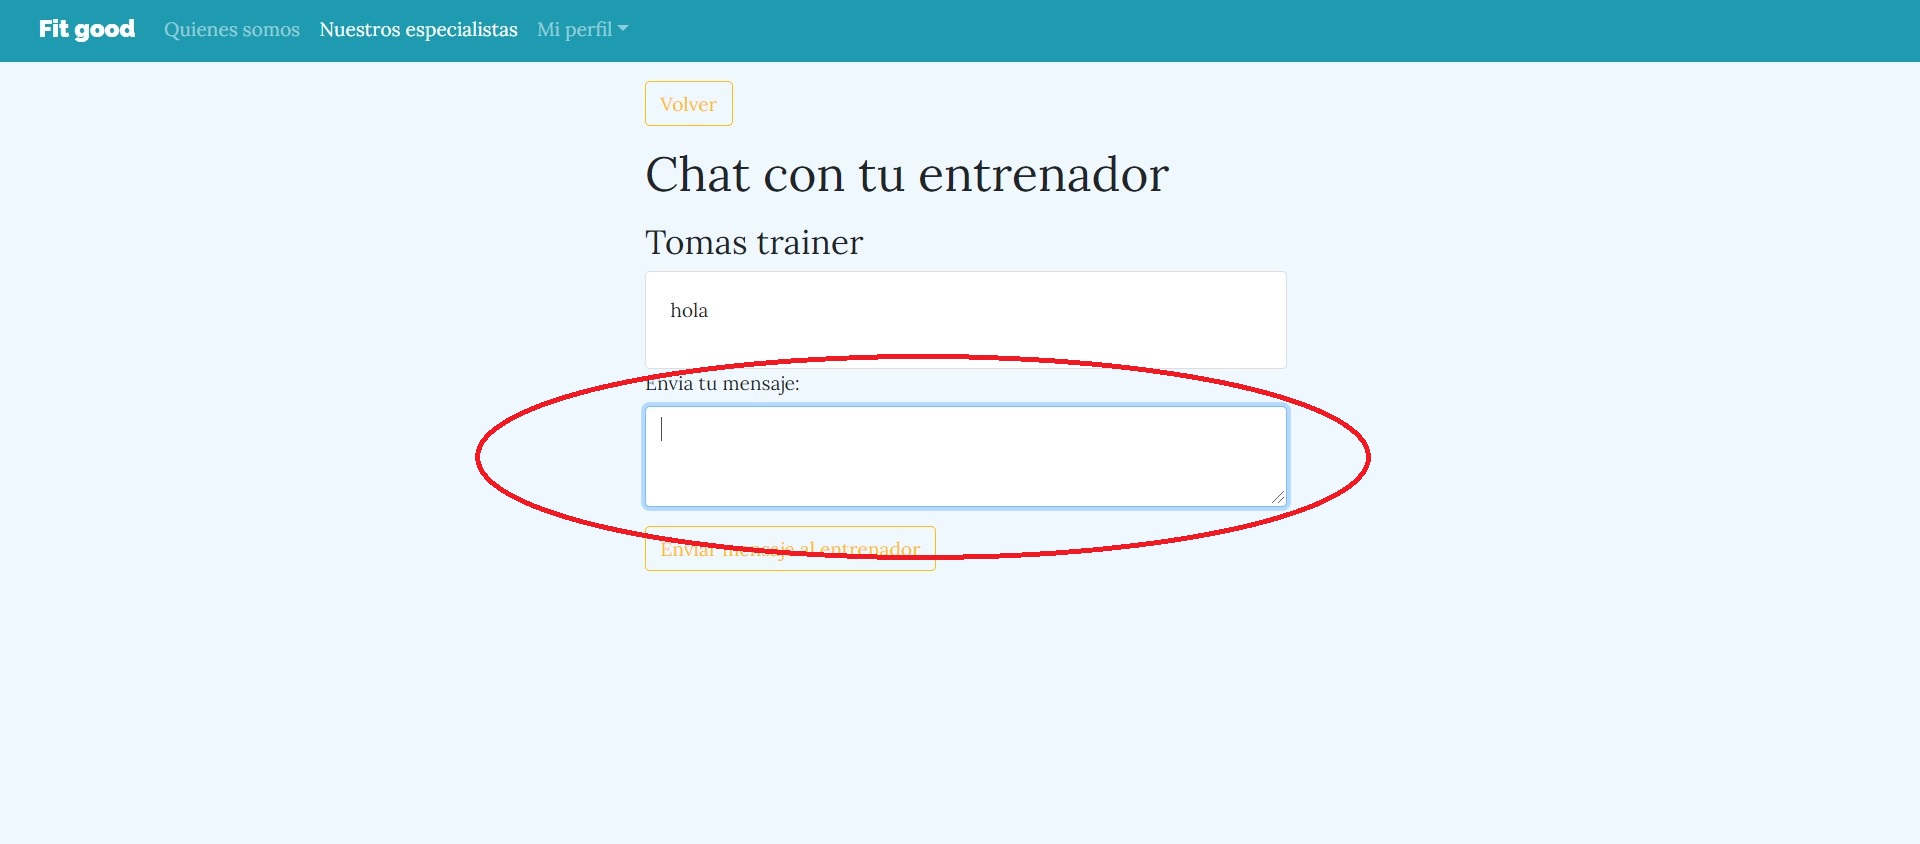 Fit good Quienes somos Nuestros especialistas Mi perfil
Volver
Chat con tu entrenador
Tomas trainer
hola
Envia tu mensaje:
Enviar mensaje al entrenador